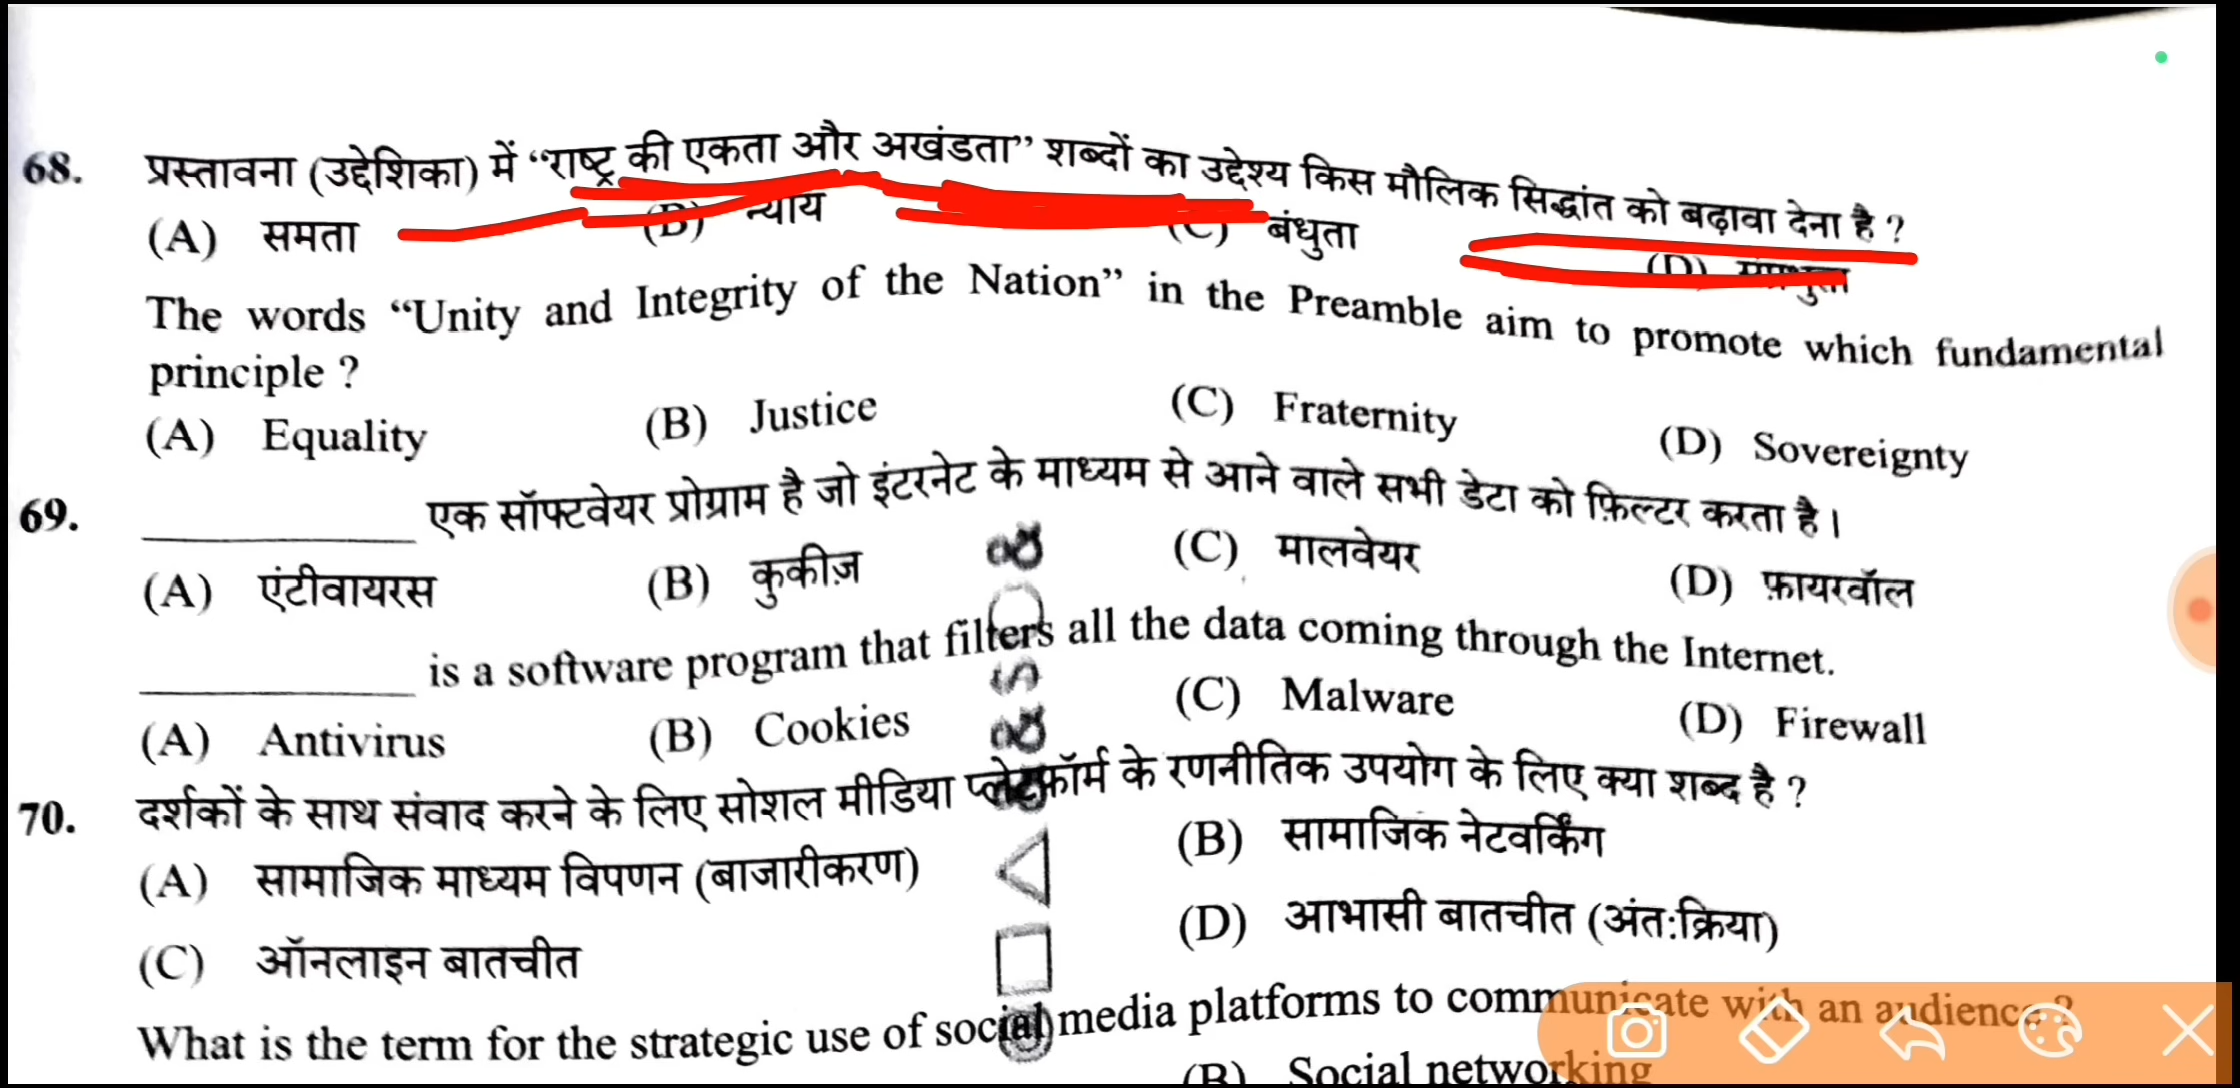 68. प्रस्तावना (उद्देशिका) में “राष्ट्र की एकता और अखंडता” शब्दों का उद्देश्य किस मौलिक सिद्धांत को बढ़ावा देना है ?
(A) समता (B) न्याय (C) बंधुता (D)
The words “Unity and Integrity of the Nation” in the Preamble aim to promote which fundamental
principle ?
(A) Equality (B) Justice (C) Fraternity (D) Sovereignty
69. __________ एक सॉफ्टवेयर प्रोग्राम है जो इंटरनेट के माध्यम से आने वाले सभी डेटा को फ़िल्टर करता है।
(A) एंटीवायरस (B) कुकीज़ (C) मालवेयर (D) फ़ायरवॉल
__________ is a software program that filters all the data coming through the Internet.
(A) Antivirus (B) Cookies (C) Malware (D) Firewall
70. दर्शकों के साथ संवाद करने के लिए सोशल मीडिया प्लेटफ़ॉर्म के रणनीतिक उपयोग के लिए क्या शब्द है ?
(A) सामाजिक माध्यम विपणन (बाजारीकरण) (B) सामाजिक नेटवर्किंग
(C) ऑनलाइन बातचीत (D) आभासी बातचीत (अंत:क्रिया)
What is the term for the strategic use of social media platforms to communicate with an audience ?
(B) Social networking